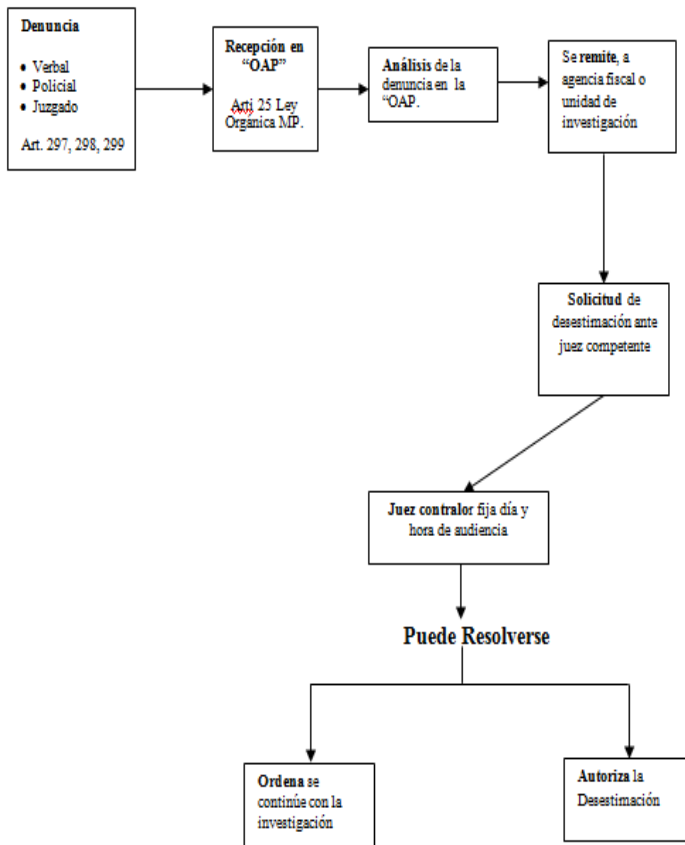 Denuncia
• Verbal
• Policial
• Juzgado
Art. 297, 298, 299
Recepción en
“OAP”
Arti 25 Ley
Orgánica MP.
Análisis de la
denuncia en la
“OAP.
Se remite, a
agencia fiscal o
unidad de
investigación
Solicitud de
desestimación ante
juez competente
Juez contralor fija día y
hora de audiencia
Puede Resolverse
Ordena se
continúe con la
investigación
Autoriza la
Desestimación